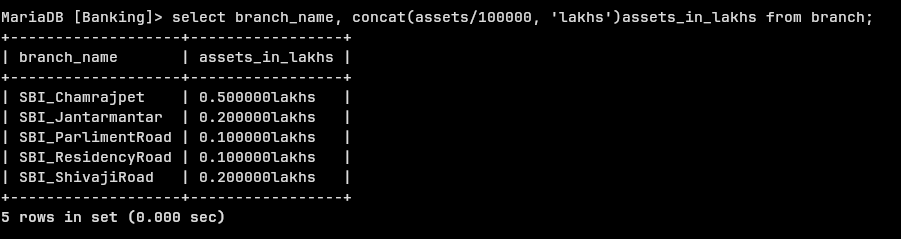 MariaDB [Banking]> select branch_name, concat(assets/100000, 'lakhs')assets_in_lakhs from branch;
+------------------+-----------------+
| branch_name      | assets_in_lakhs |
+------------------+-----------------+
| SBI_Chamrajpet   | 0.500000lakhs   |
| SBI_Jantarmantar | 0.200000lakhs   |
| SBI_ParlimentRoad | 0.100000lakhs   |
| SBI_ResidencyRoad | 0.100000lakhs   |
| SBI_ShivajiRoad  | 0.200000lakhs   |
+------------------+-----------------+
5 rows in set (0.000 sec)